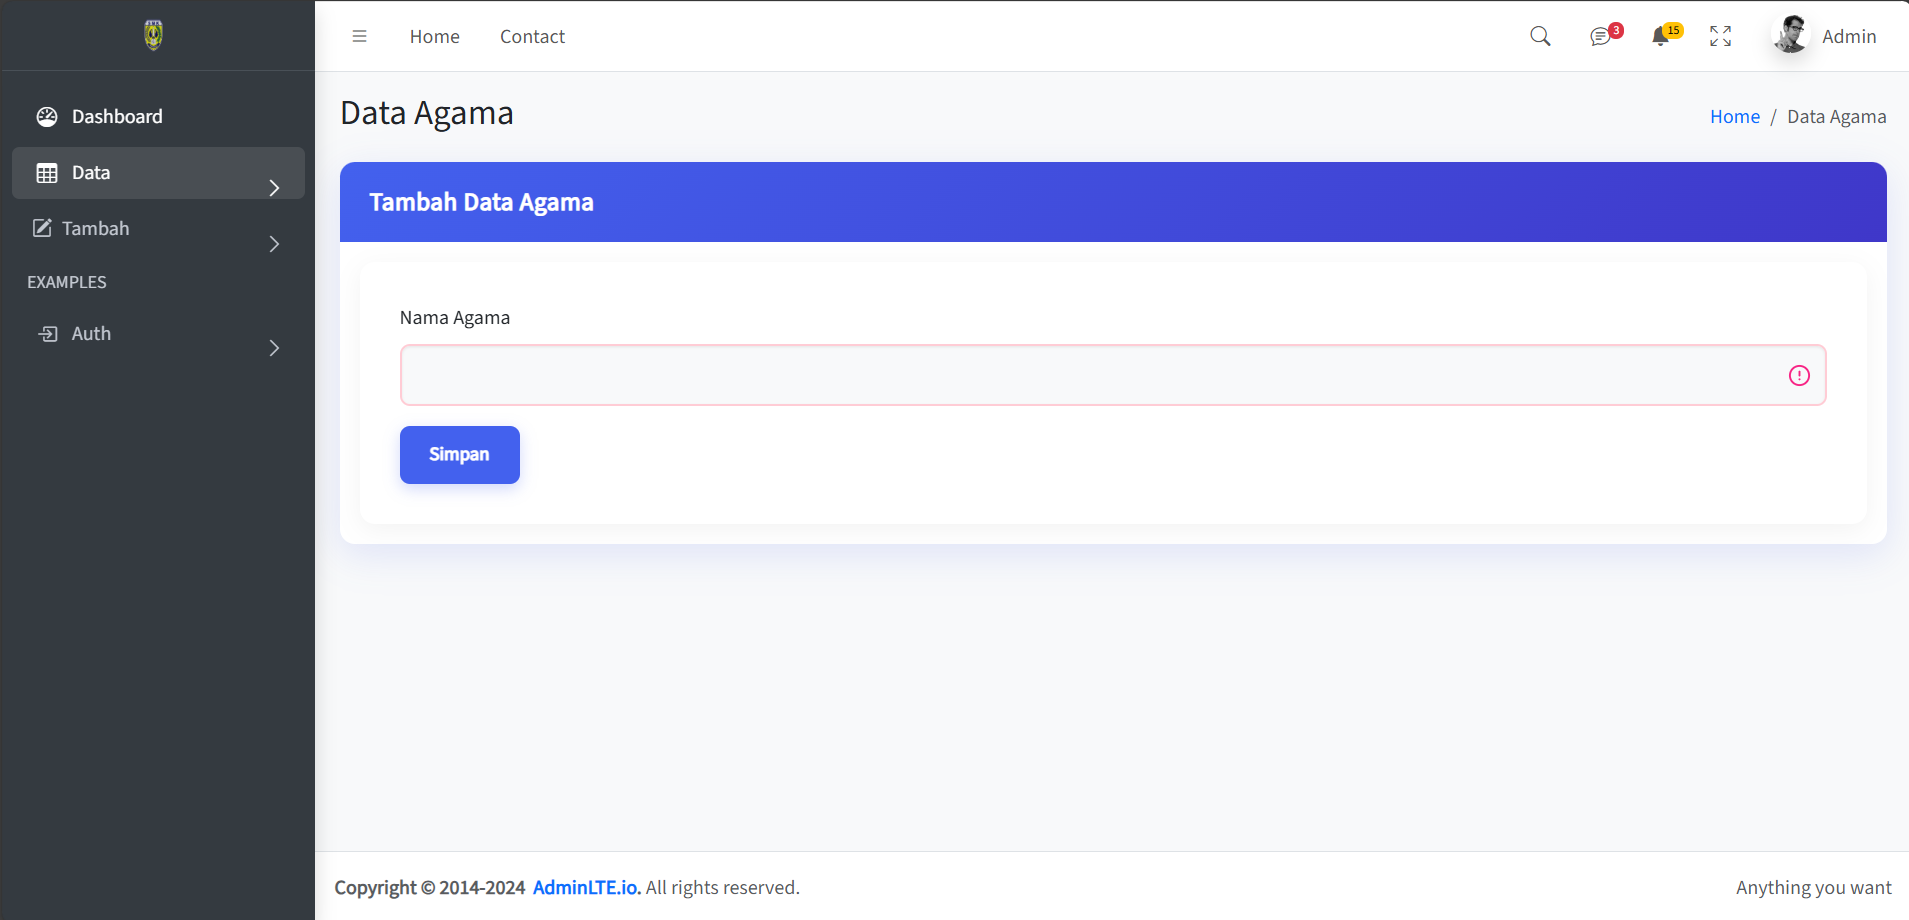 Home
Contact
3
15
Admin
Dashboard
Data
Tambah
EXAMPLES
Auth
Data Agama
Home / Data Agama
Tambah Data Agama
Nama Agama
Simpan
Copyright © 2014-2024 AdminLTE.io. All rights reserved.
Anything you want